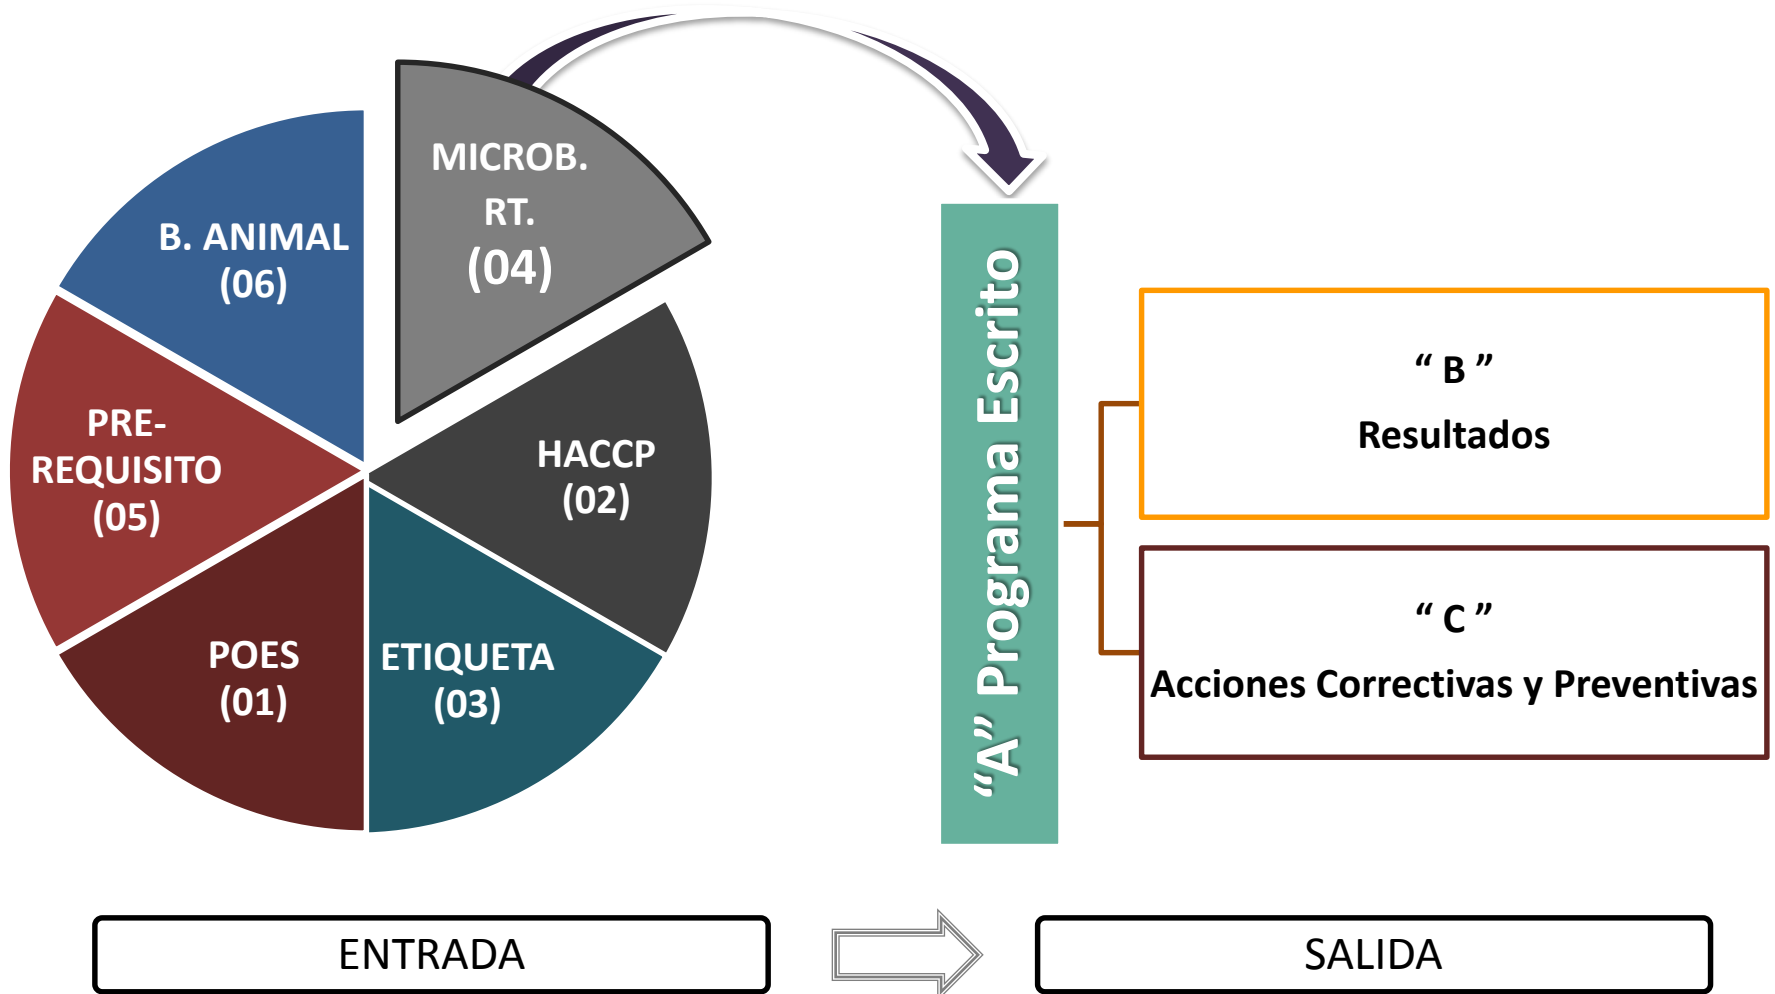 MICROB.
RT.
(04)
B. ANIMAL
(06)
PRE-
REQUISITO
(05)
HACCP
(02)
POES
(01)
ETIQUETA
(03)
“A” Programa Escrito
“ B ”
Resultados
“ C ”
Acciones Correctivas y Preventivas
ENTRADA
SALIDA